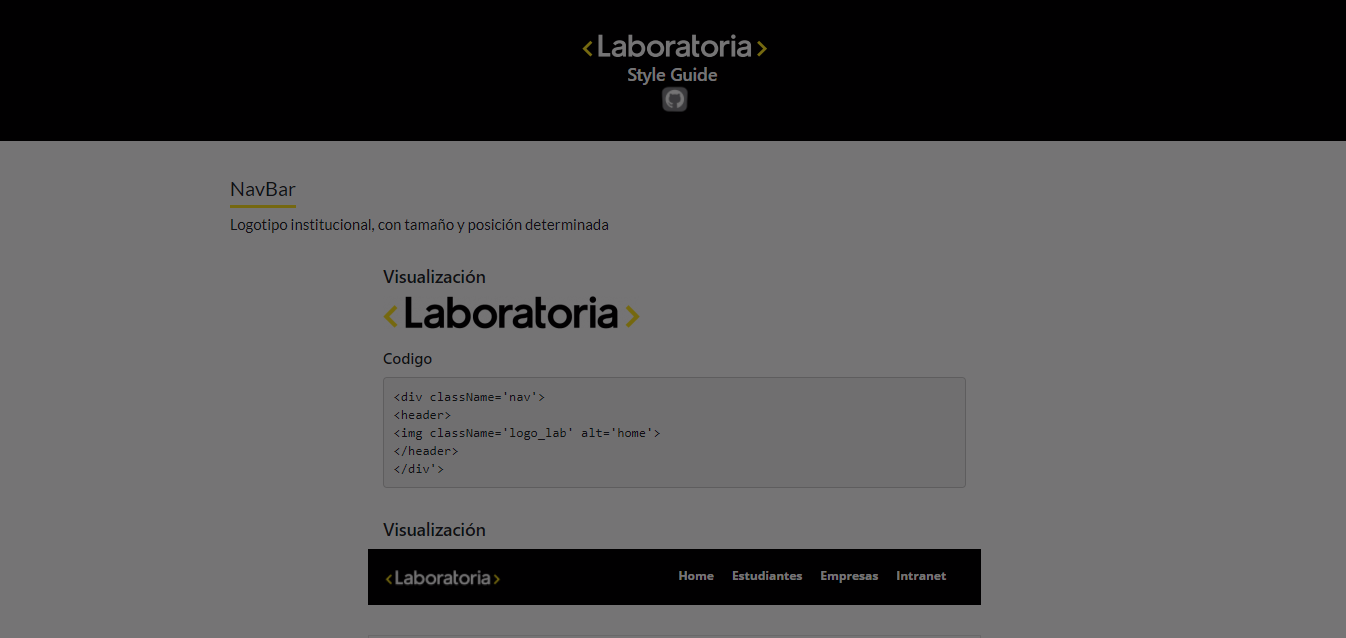 <Laboratoria>
Style Guide
NavBar
Logotipo institucional, con tamaño y posición determinada
Visualización
<Laboratoria>
Codigo
<div className='nav'>
<header>
<img className='logo_lab' alt='home'>
</header>
</div'>
Visualización
<Laboratoria> Home Estudiantes Empresas Intranet